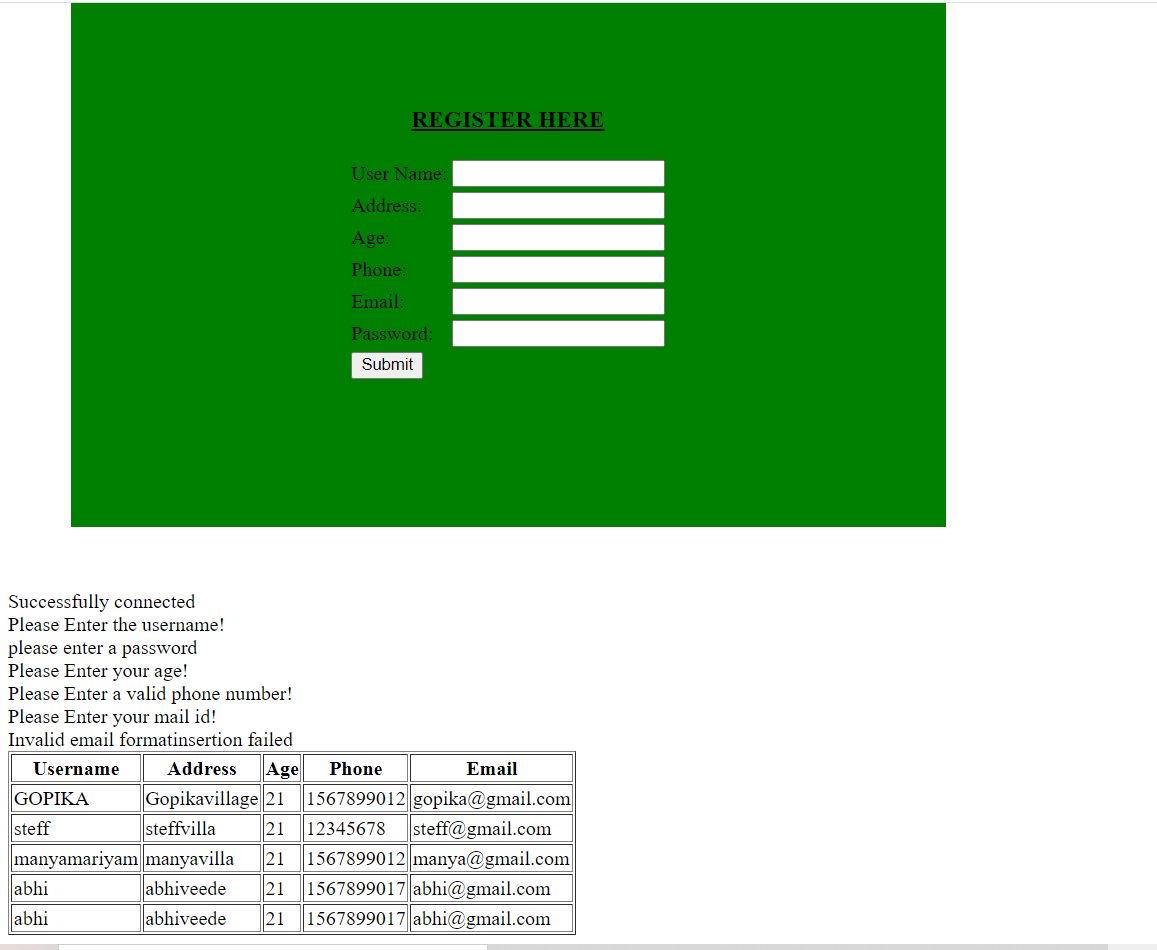 REGISTER HERE
User Name:
Address:
Age:
Phone:
Email:
Password:
Submit
Successfully connected
Please Enter the username!
please enter a password
Please Enter your age!
Please Enter a valid phone number!
Please Enter your mail id!
Invalid email formatinsertion failed
Username Address Age Phone Email
GOPIKA Gopikavillage 21 1567899012 gopika@gmail.com
steff steffvilla 21 12345678 steff@gmail.com
manyamariyam manyavilla 21 1567899012 manya@gmail.com
abhi abhiveede 21 1567899017 abhi@gmail.com
abhi abhiveede 21 1567899017 abhi@gmail.com